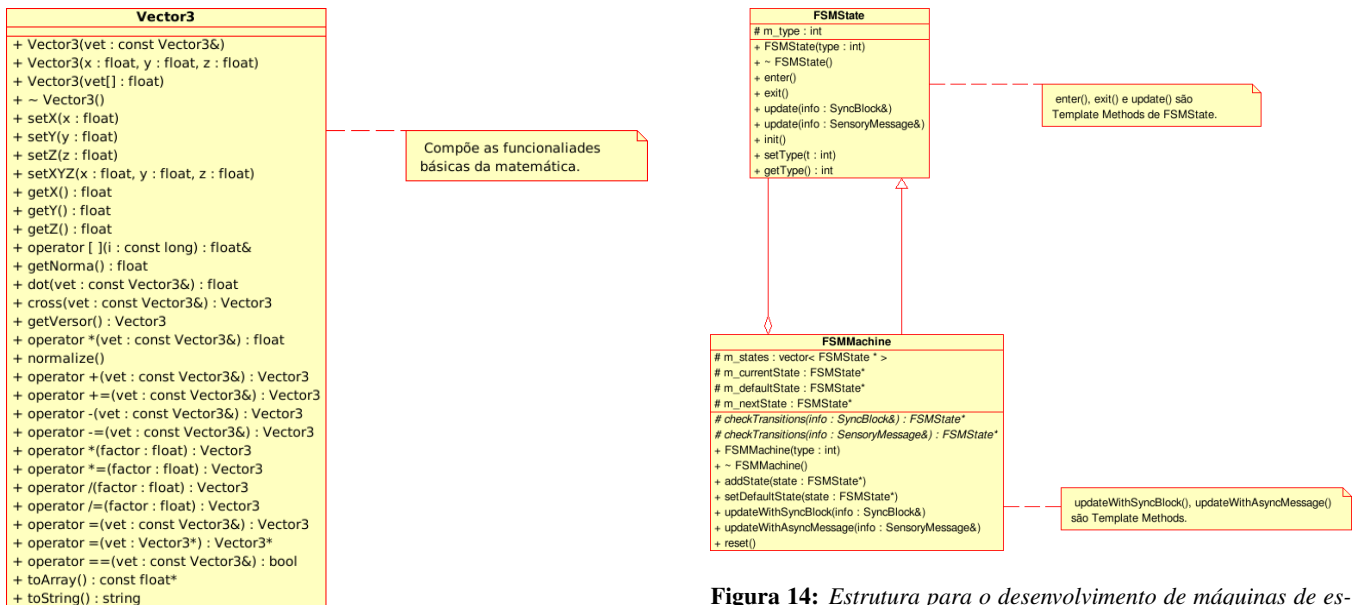 Vector3
+ Vector3(vet : const Vector3&)
+ Vector3(x : float, y : float, z : float)
+ Vector3(vet[] : float)
+ ~ Vector3()
+ setX(x : float)
+ setY(y : float)
+ setZ(z : float)
+ setXYZ(x : float, y : float, z : float)
+ getX() : float
+ getY() : float
+ getZ() : float
+ operator [ ](i : const long) : float&
+ getNorma() : float
+ dot(vet : const Vector3&) : float
+ cross(vet : const Vector3&) : Vector3
+ getVersor() : Vector3
+ operator *(vet : const Vector3&) : float
+ normalize()
+ operator +(vet : const Vector3&) : Vector3
+ operator +=(vet : const Vector3&) : Vector3
+ operator -(vet : const Vector3&) : Vector3
+ operator -=(vet : const Vector3&) : Vector3
+ operator *(factor : float) : Vector3
+ operator *=(factor : float) : Vector3
+ operator /(factor : float) : Vector3
+ operator /=(factor : float) : Vector3
+ operator =(vet : const Vector3&) : Vector3
+ operator =(vet : Vector3*) : Vector3*
+ operator ==(vet : const Vector3&) : bool
+ toArray() : const float*
+ toString() : string
Compõe as funcionaliades
básicas da matemática.
FSMState
# m_type : int
+ FSMState(type : int)
+ ~ FSMState()
+ enter()
+ exit()
+ update(info : SyncBlock&)
+ update(info : SensoryMessage&)
+ init()
+ setType(t : int)
+ getType() : int
enter(), exit() e update() são
Template Methods de FSMState.
FSMMachine
# m_states : vector< FSMState * >
# m_currentState : FSMState*
# m_defaultState : FSMState*
# m_nextState : FSMState*
# checkTransitions(info : SyncBlock&) : FSMState*
# checkTransitions(info : SensoryMessage&) : FSMState*
+ FSMMachine(type : int)
+ ~ FSMMachine()
+ addState(state : FSMState*)
+ setDefaultState(state : FSMState*)
+ updateWithSyncBlock(info : SyncBlock&)
+ updateWithAsyncMessage(info : SensoryMessage&)
+ reset()
updateWithSyncBlock(), updateWithAsyncMessage()
são Template Methods.
Figura 14: Estrutura para o desenvolvimento de máquinas de es-